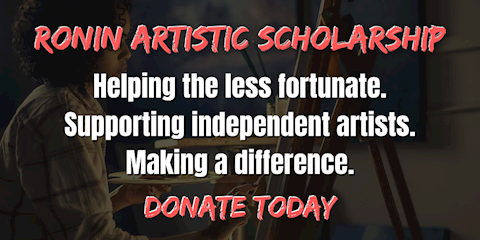 RONIN ARTISTIC SCHOLARSHIP
Helping the less fortunate.
Supporting independent artists.
Making a difference.
DONATE TODAY